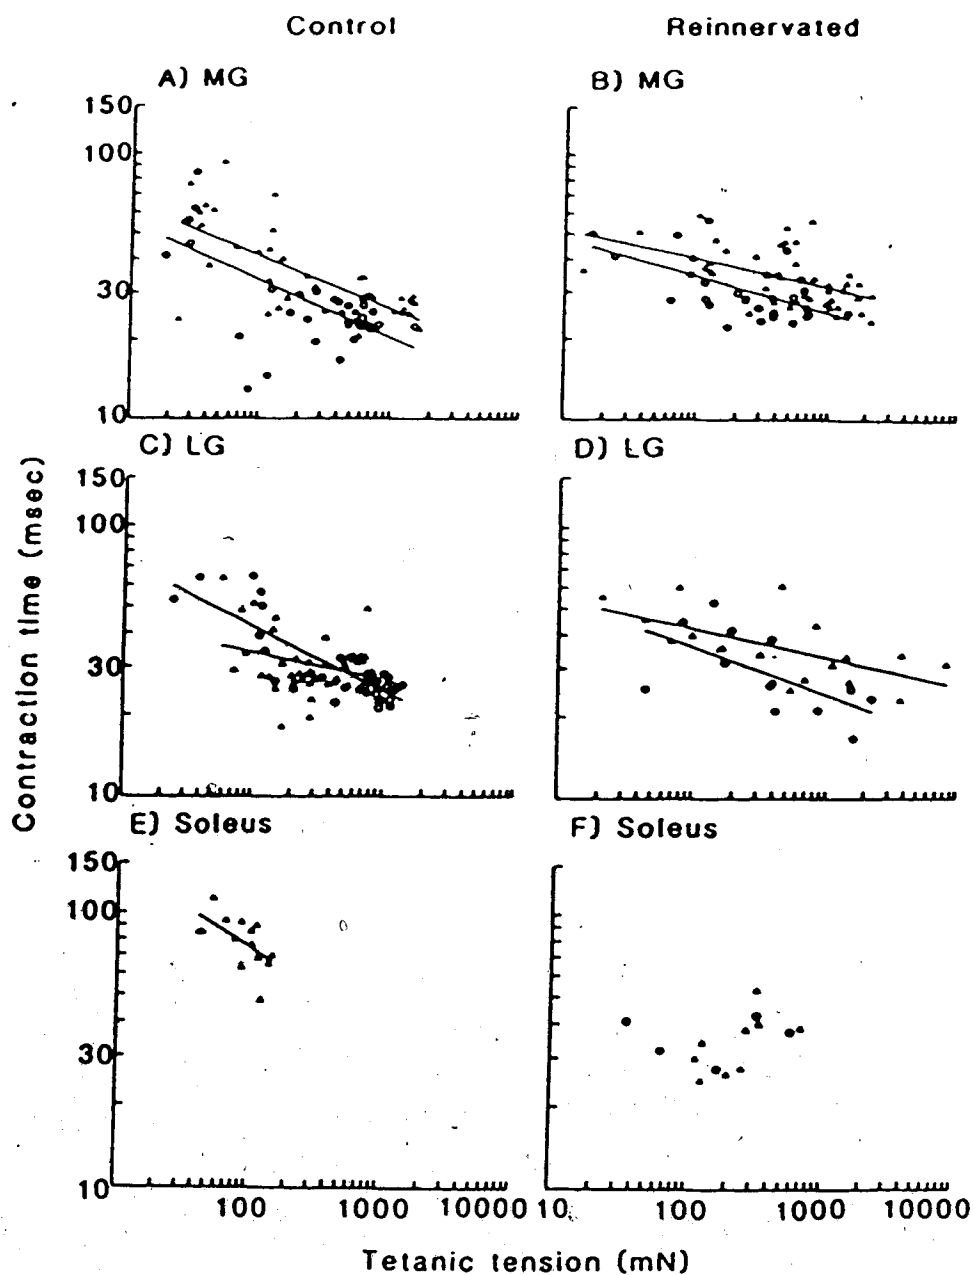 Control Reinnervated
A) MG B) MG
150
100
30
10
C) LG D) LG
150
100
30
10
Contraction time (msec)
E) Soleus F) Soleus
150
100
30
10
100 1000 10000 10 100 1000 10000
Tetanic tension (mN)